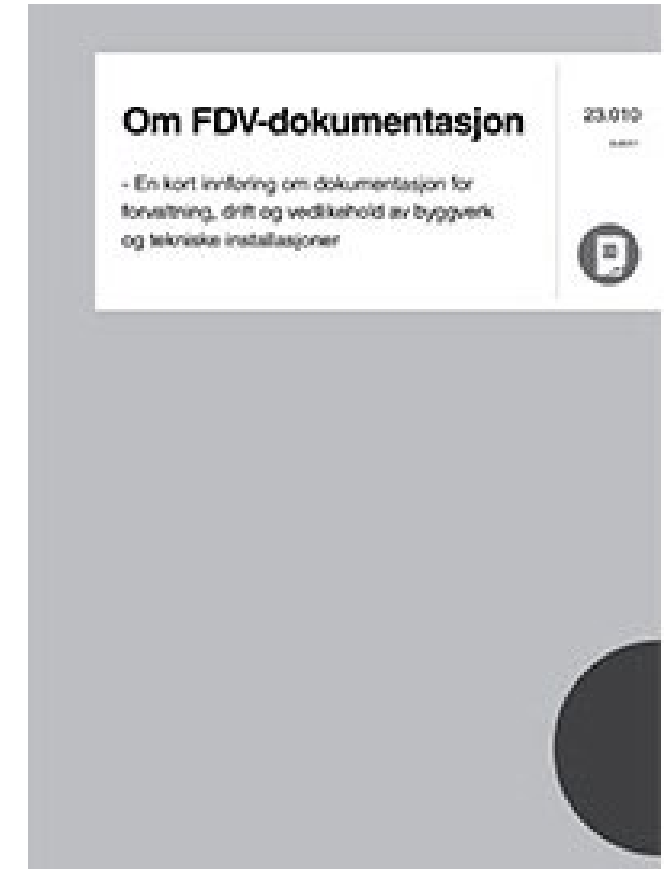 Om FDV-dokumentasjon
23.010
- En kort innføring om dokumentasjon for
forvaltning, drift og vedlikehold av byggverk
og tekniske installasjoner